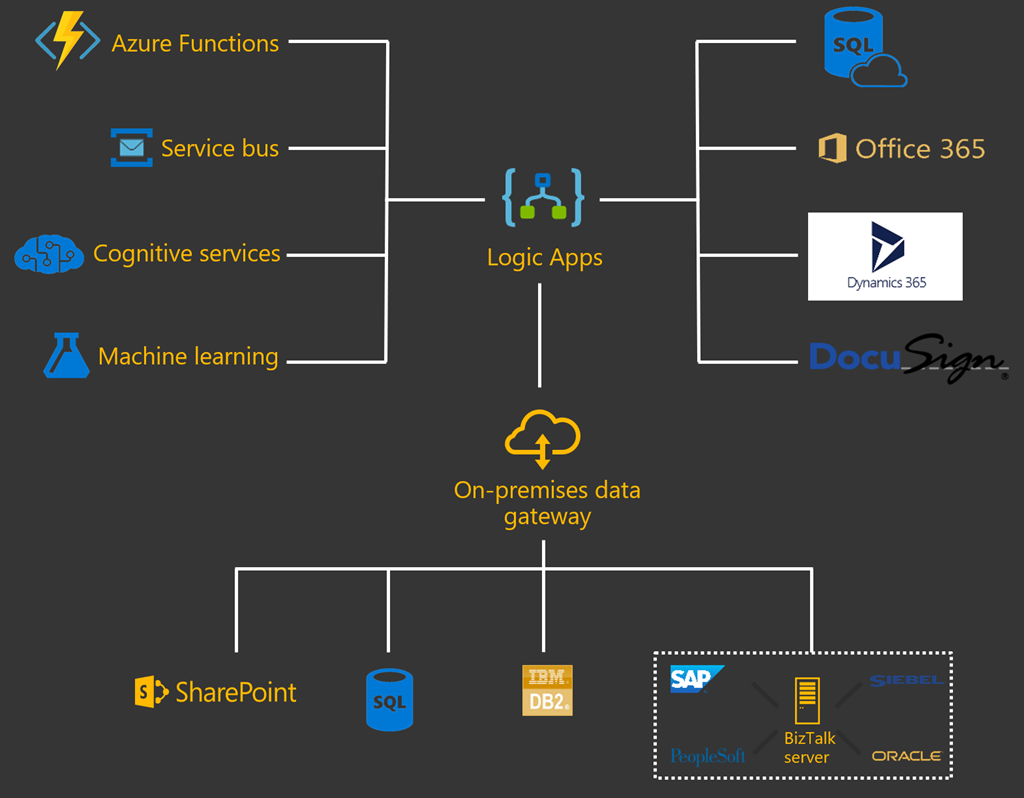 Azure Functions
Service bus
Cognitive services
Machine learning
Logic Apps
SQL
Office 365
Dynamics 365
DocuSign®
On-premises data
gateway
S SharePoint
SQL
IBM
DB2®
SAP
SIEBEL
PeopleSoft
BizTalk
server
ORACLE